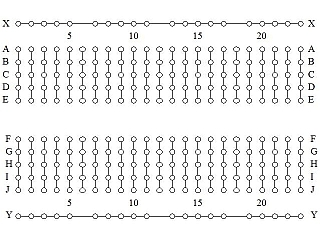 X X
5 10 15 20
A A
B B
C C
D D
E E
F F
G G
H H
I I
J J
5 10 15 20
Y Y